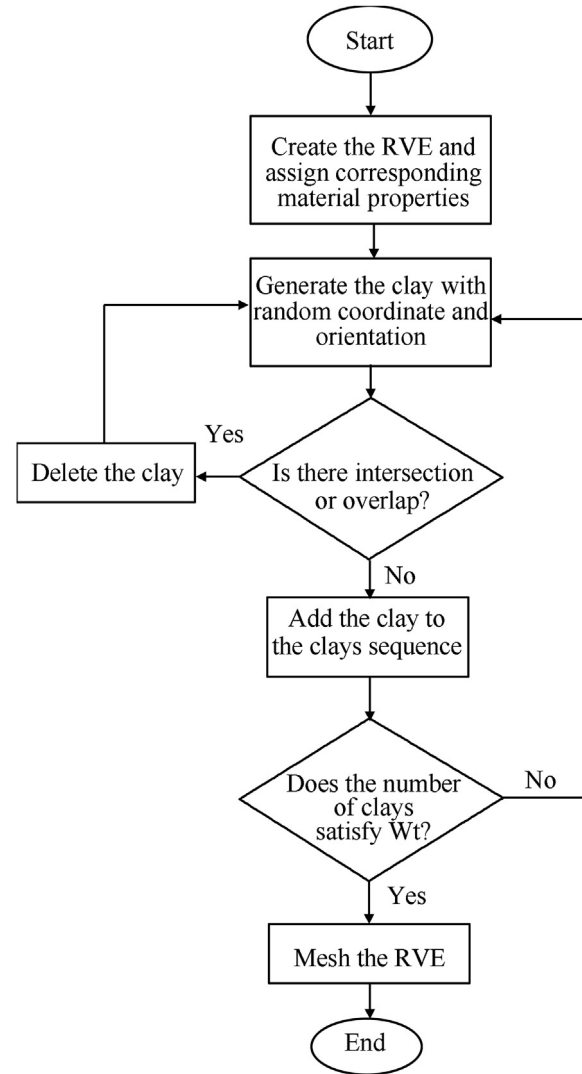 Start
Create the RVE and
assign corresponding
material properties
Generate the clay with
random coordinate and
orientation
Yes
Delete the clay
Is there intersection
or overlap?
No
Add the clay to
the clays sequence
Does the number
of clays
satisfy Wt?
No
Yes
Mesh the RVE
End